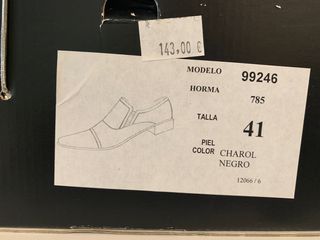 143,00 €
MODELO 99246
HORMA 785
TALLA 41
PIEL
COLOR CHAROL
NEGRO
12066 / 6